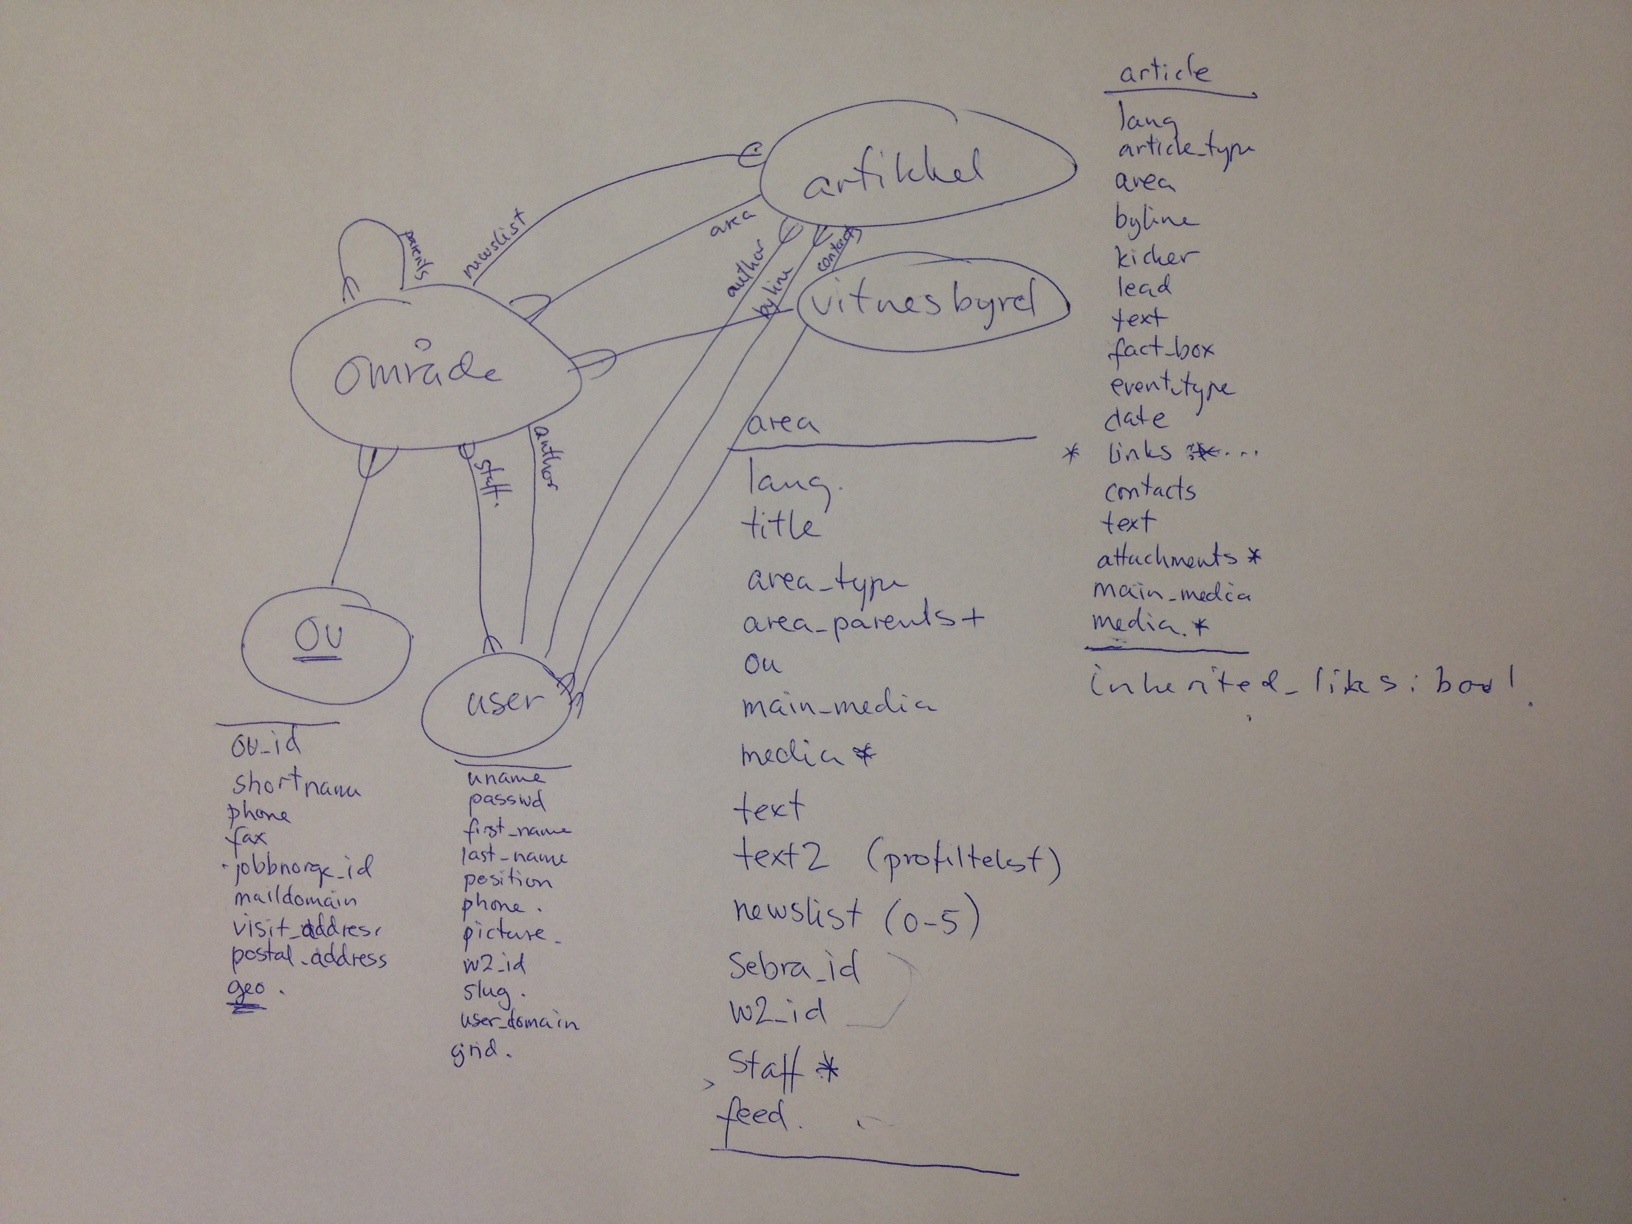 artikkel
newslist
area
parents
author
byline
contacts
vitnesbyrd
område
staff.
author
OU
user
ou_id
shortname
phone
fax
jobbnorge_id
maildomain
visit_address
postal_address
geo.
uname
passwd
first_name
last_name
position
phone.
picture
w2_id
slug.
user_domain
grid.
area
lang.
title
area_type
area_parents+
ou
main_media
media *
text
text2 (profiltekst)
newslist (0-5)
Sebra_id
w2_id
staff *
feed.
article
lang
article_type
area
byline
kicker
lead
text
fact_box
event_type
date
* links ...
contacts
text
attachments *
main_media
media. *
inherited_links: bool.